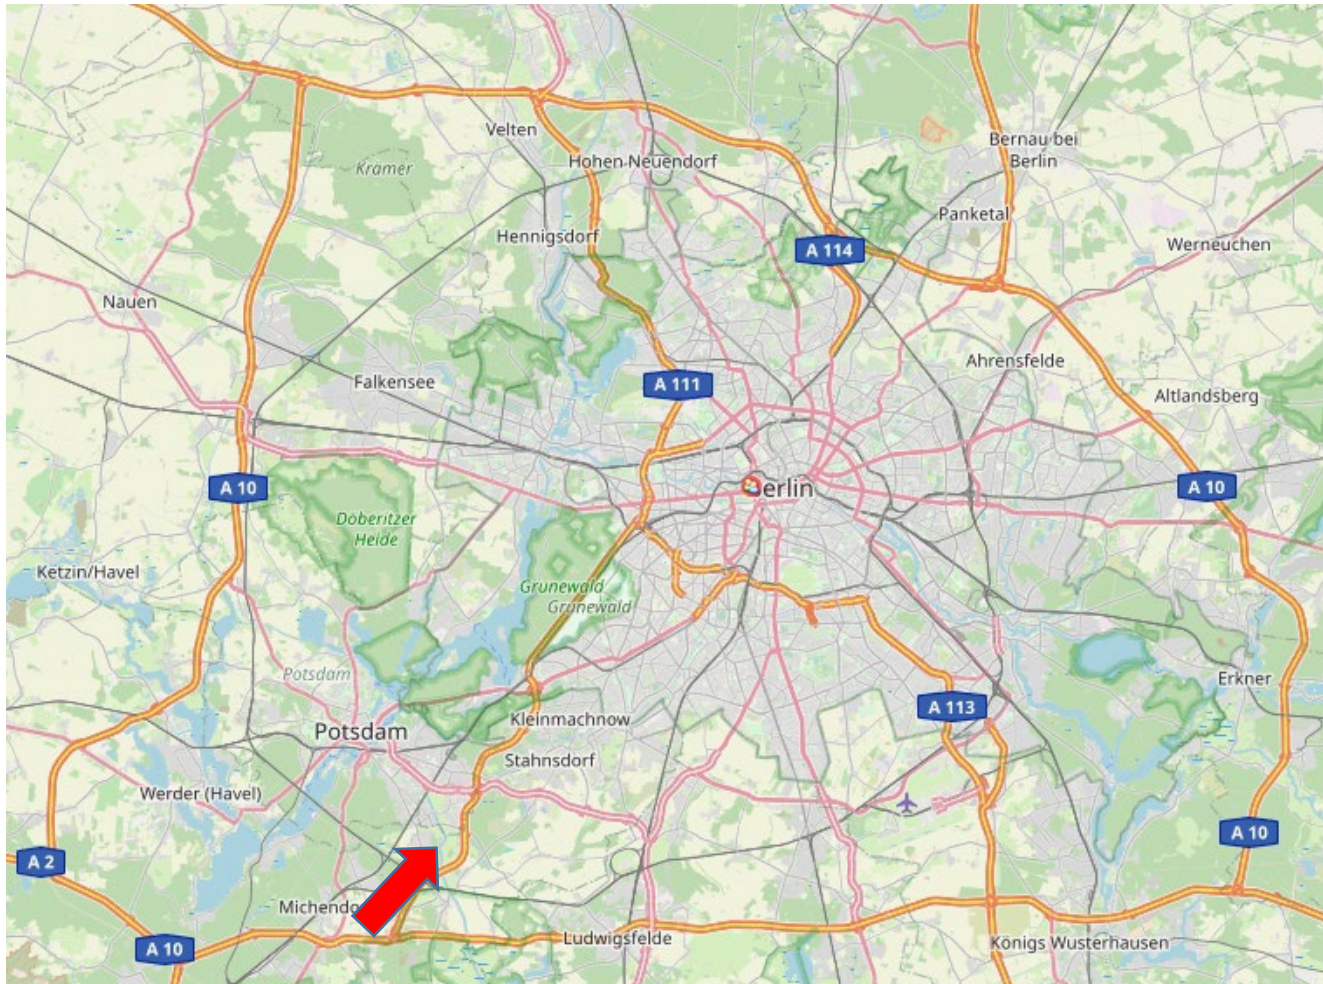 Velten
Bernau bei
Berlin
Hohen Neuendorf
Krämer
Panketal
Hennigsdorf
A 114
Werneuchen
Nauen
Ahrensfelde
Falkensee
A 111
Altlandsberg
A 10
erlin
A 10
Döberitzer
Heide
Ketzin/Havel
Grunewald
Grunewald
Potsdam
Erkner
A 113
Kleinmachnow
Potsdam
Stahnsdorf
Werder (Havel)
A 10
A 2
Michendo
Ludwigsfelde
Königs Wusterhausen
A 10